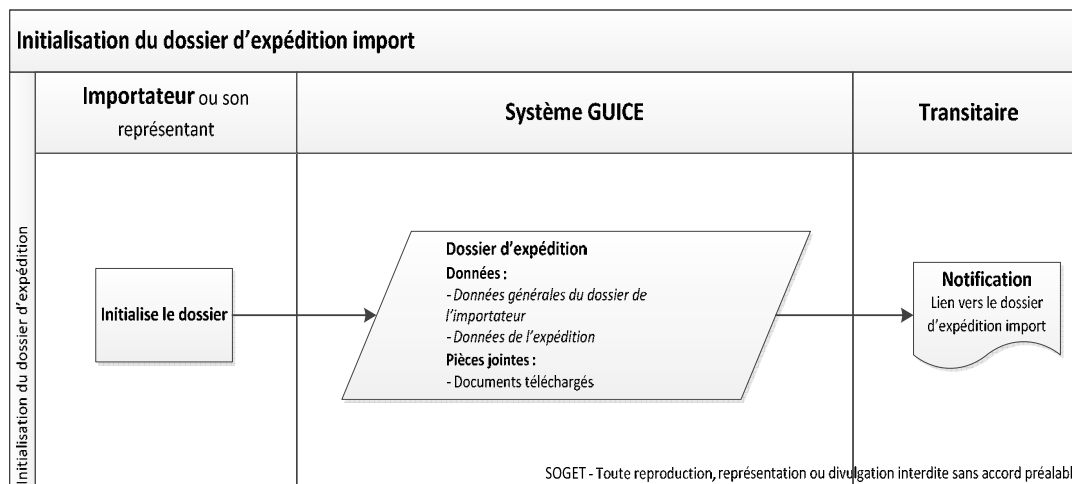 Initialisation du dossier d'expédition import
Importateur ou son
représentant
Système GUICE
Transitaire
Initialisation du dossier d'expédition
Initialise le dossier
Dossier d'expédition
Données :
- Données générales du dossier de
l'importateur
- Données de l'expédition
Pièces jointes :
- Documents téléchargés
Notification
Lien vers le dossier
d'expédition import
SOGET - Toute reproduction, représentation ou divulgation interdite sans accord préalabl